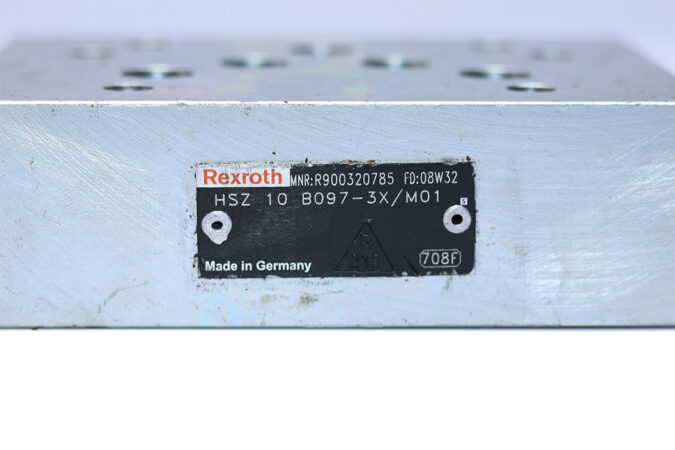 Rexroth MNR:R900320785 FD:08W32
HSZ 10 B097-3X/M01
s
Made in Germany
708F